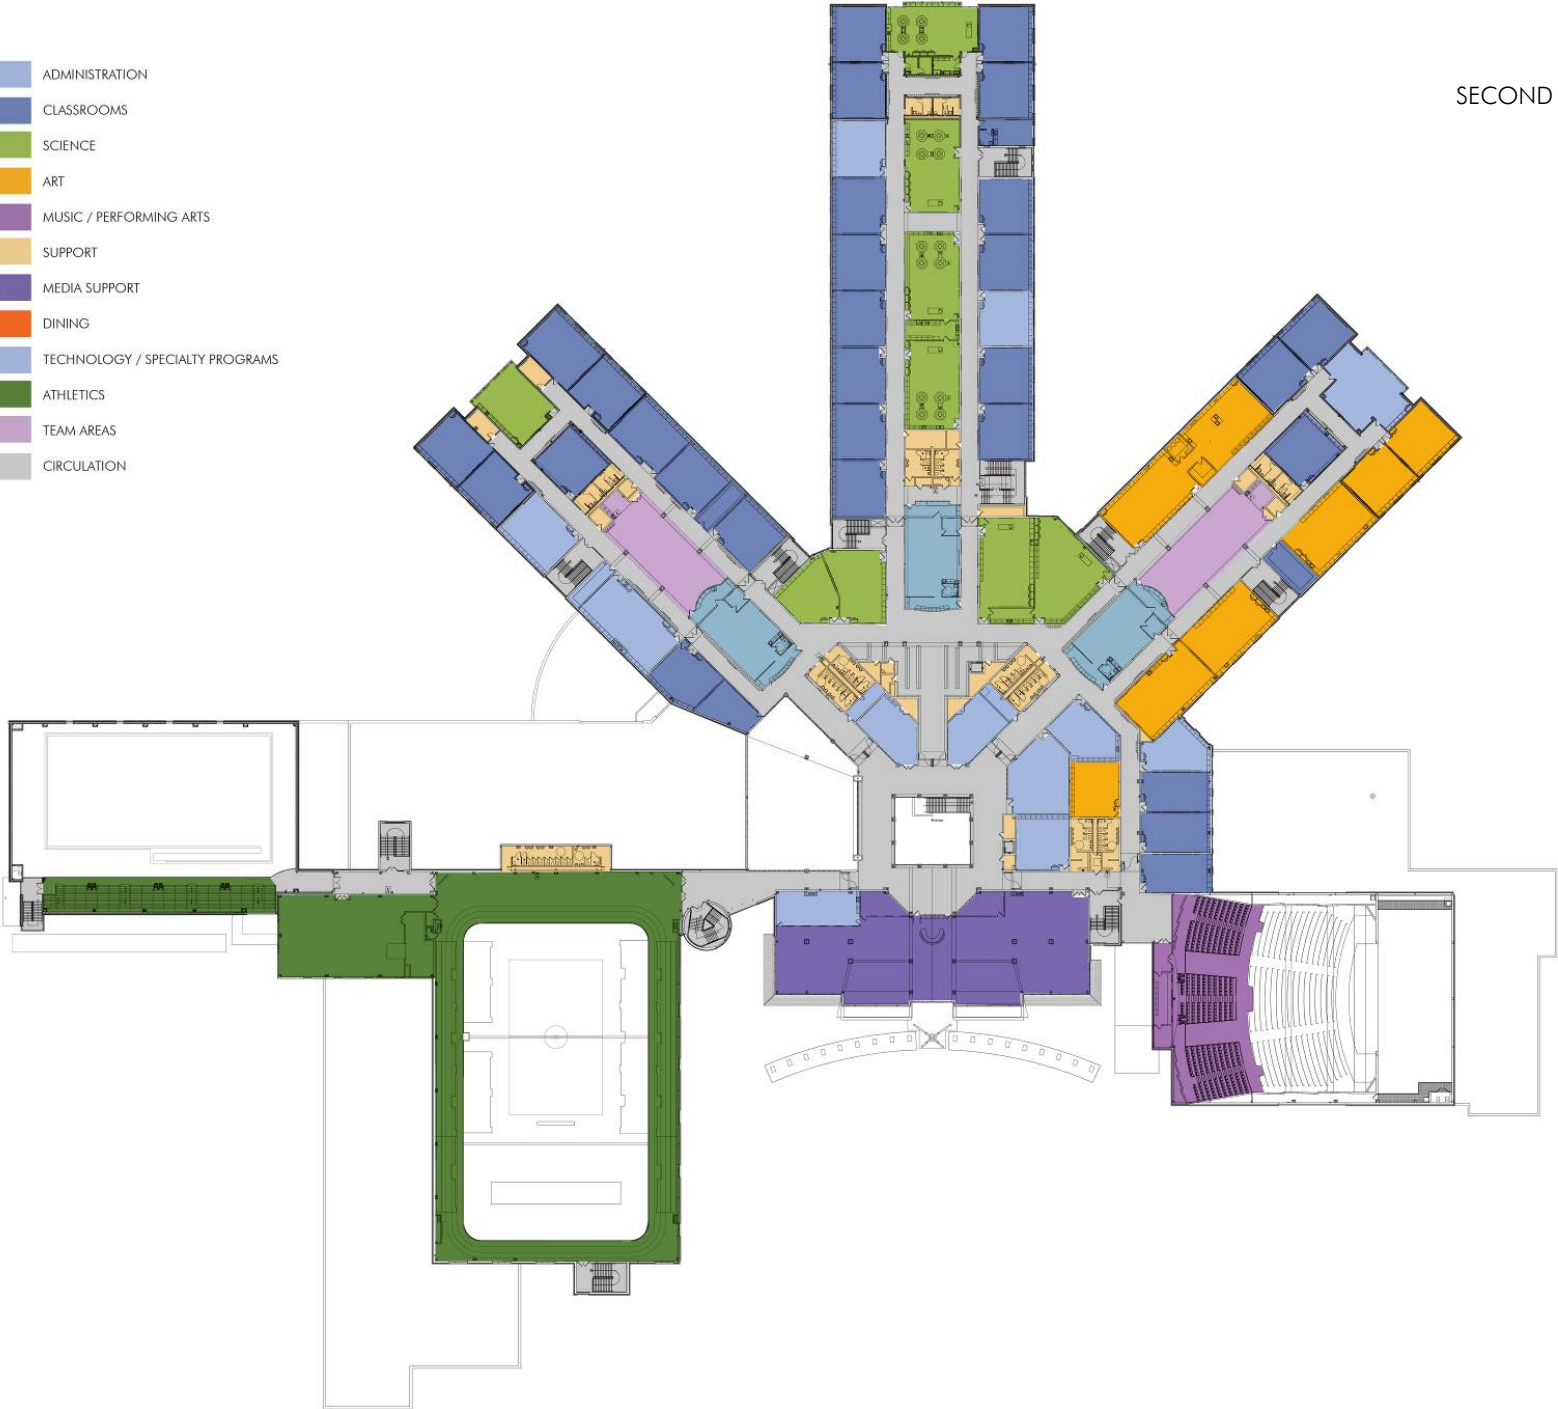 ADMINISTRATION
CLASSROOMS
SCIENCE
ART
MUSIC / PERFORMING ARTS
SUPPORT
MEDIA SUPPORT
DINING
TECHNOLOGY / SPECIALTY PROGRAMS
ATHLETICS
TEAM AREAS
CIRCULATION
SECOND